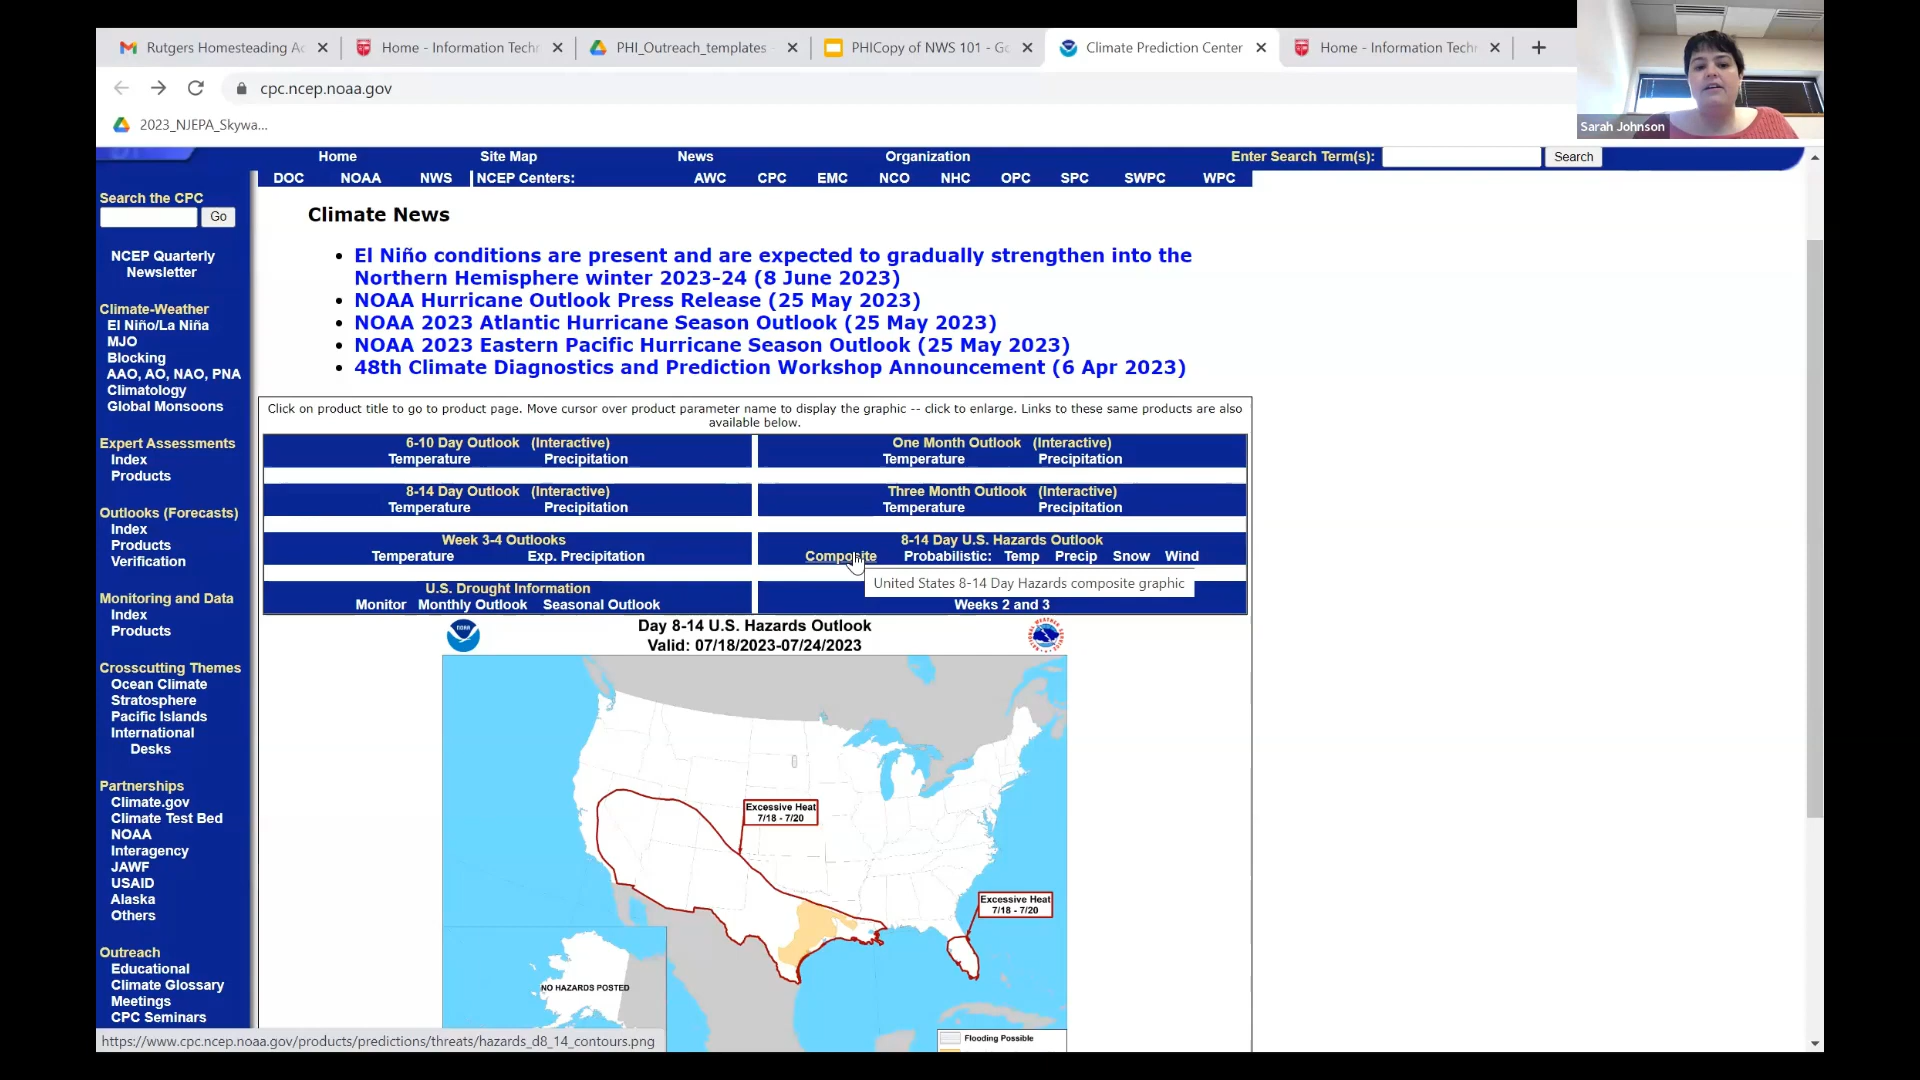 Rutgers Homesteading Ac
Home - Information Techn
PHI_Outreach_templates -
PHICopy of NWS 101 - Go
Climate Prediction Center
Home - Information Techn
cpc.ncep.noaa.gov
2023_NJEPA_Skywa...
Sarah Johnson
Home Site Map News Organization
Enter Search Term(s): Search
DOC NOAA NWS NCEP Centers: AWC CPC EMC NCO NHC OPC SPC SWPC WPC
Search the CPC
Go
NCEP Quarterly
Newsletter
Climate-Weather
El Niño/La Niña
MJO
Blocking
AAO, AO, NAO, PNA
Climatology
Global Monsoons
Expert Assessments
Index
Products
Outlooks (Forecasts)
Index
Products
Verification
Monitoring and Data
Index
Products
Crosscutting Themes
Ocean Climate
Stratosphere
Pacific Islands
International
Desks
Partnerships
Climate.gov
Climate Test Bed
NOAA
Interagency
JAWF
USAID
Alaska
Others
Outreach
Educational
Climate Glossary
Meetings
CPC Seminars
Climate News
• El Niño conditions are present and are expected to gradually strengthen into the
Northern Hemisphere winter 2023-24 (8 June 2023)
• NOAA Hurricane Outlook Press Release (25 May 2023)
• NOAA 2023 Atlantic Hurricane Season Outlook (25 May 2023)
• NOAA 2023 Eastern Pacific Hurricane Season Outlook (25 May 2023)
• 48th Climate Diagnostics and Prediction Workshop Announcement (6 Apr 2023)
Click on product title to go to product page. Move cursor over product parameter name to display the graphic -- click to enlarge. Links to these same products are also
available below.
6-10 Day Outlook (Interactive)
Temperature Precipitation
One Month Outlook (Interactive)
Temperature Precipitation
8-14 Day Outlook (Interactive)
Temperature Precipitation
Three Month Outlook (Interactive)
Temperature Precipitation
Week 3-4 Outlooks
Temperature Exp. Precipitation
8-14 Day U.S. Hazards Outlook
Composite Probabilistic: Temp Precip Snow Wind
United States 8-14 Day Hazards composite graphic
U.S. Drought Information
Monitor Monthly Outlook Seasonal Outlook
Weeks 2 and 3
Day 8-14 U.S. Hazards Outlook
Valid: 07/18/2023-07/24/2023
Excessive Heat
7/18 - 7/20
Excessive Heat
7/18 - 7/20
NO HAZARDS POSTED
Flooding Possible
https://www.cpc.ncep.noaa.gov/products/predictions/threats/hazards_d8_14_contours.png